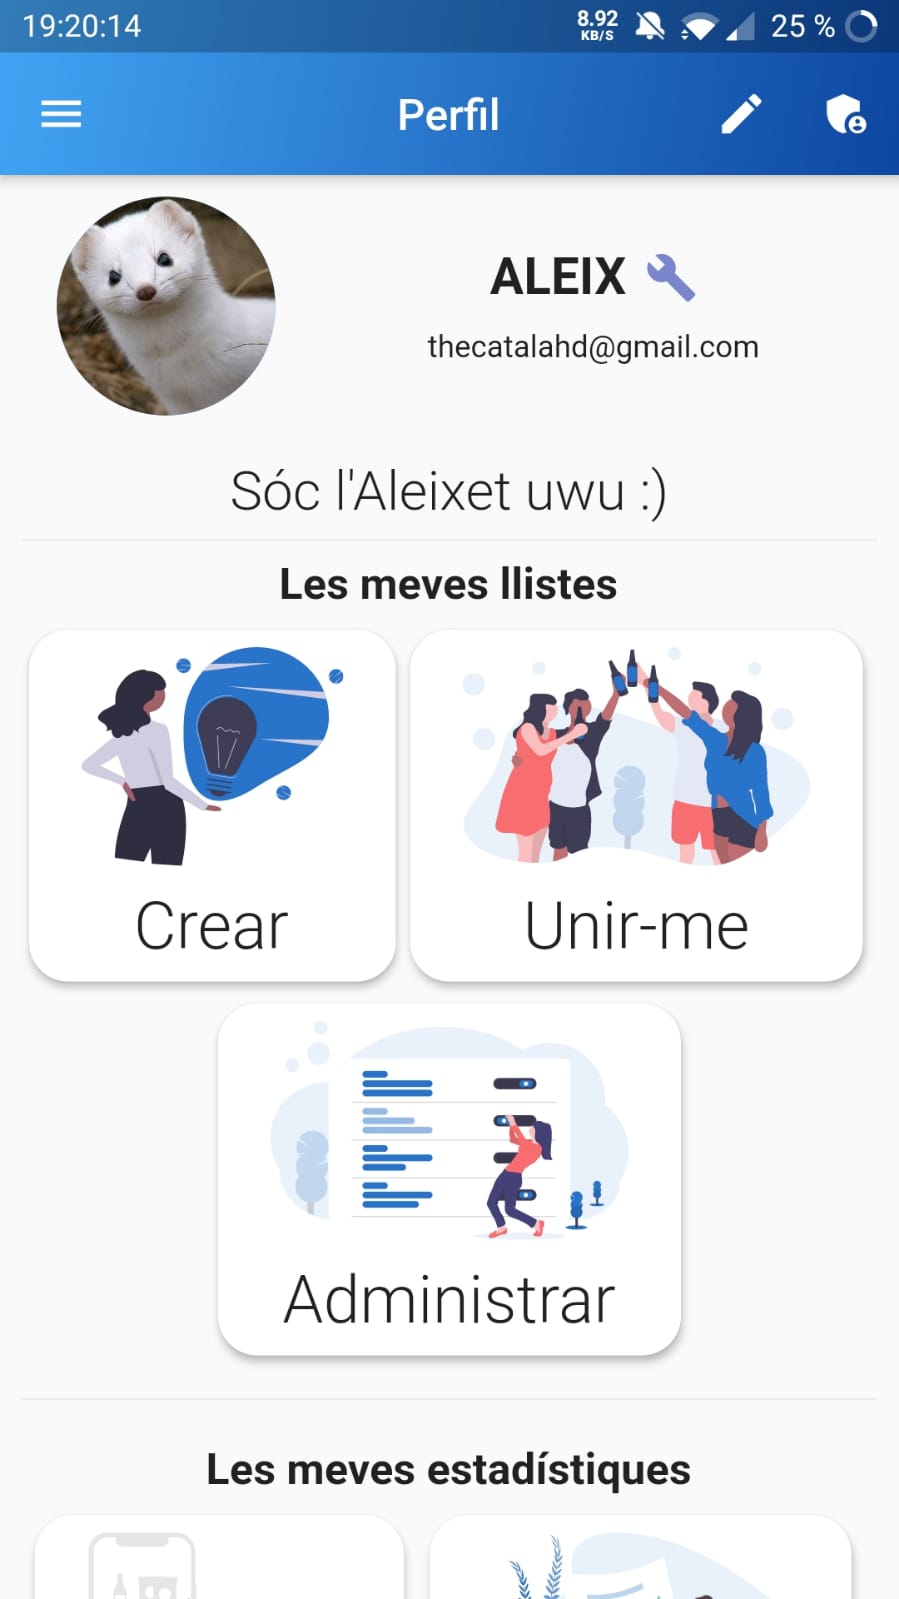 19:20:14
8.92
KB/S
25 %
Perfil
ALEIX
thecatalahd@gmail.com
Sóc l'Aleixet uwu :)
Les meves llistes
Crear
Unir-me
Administrar
Les meves estadístiques